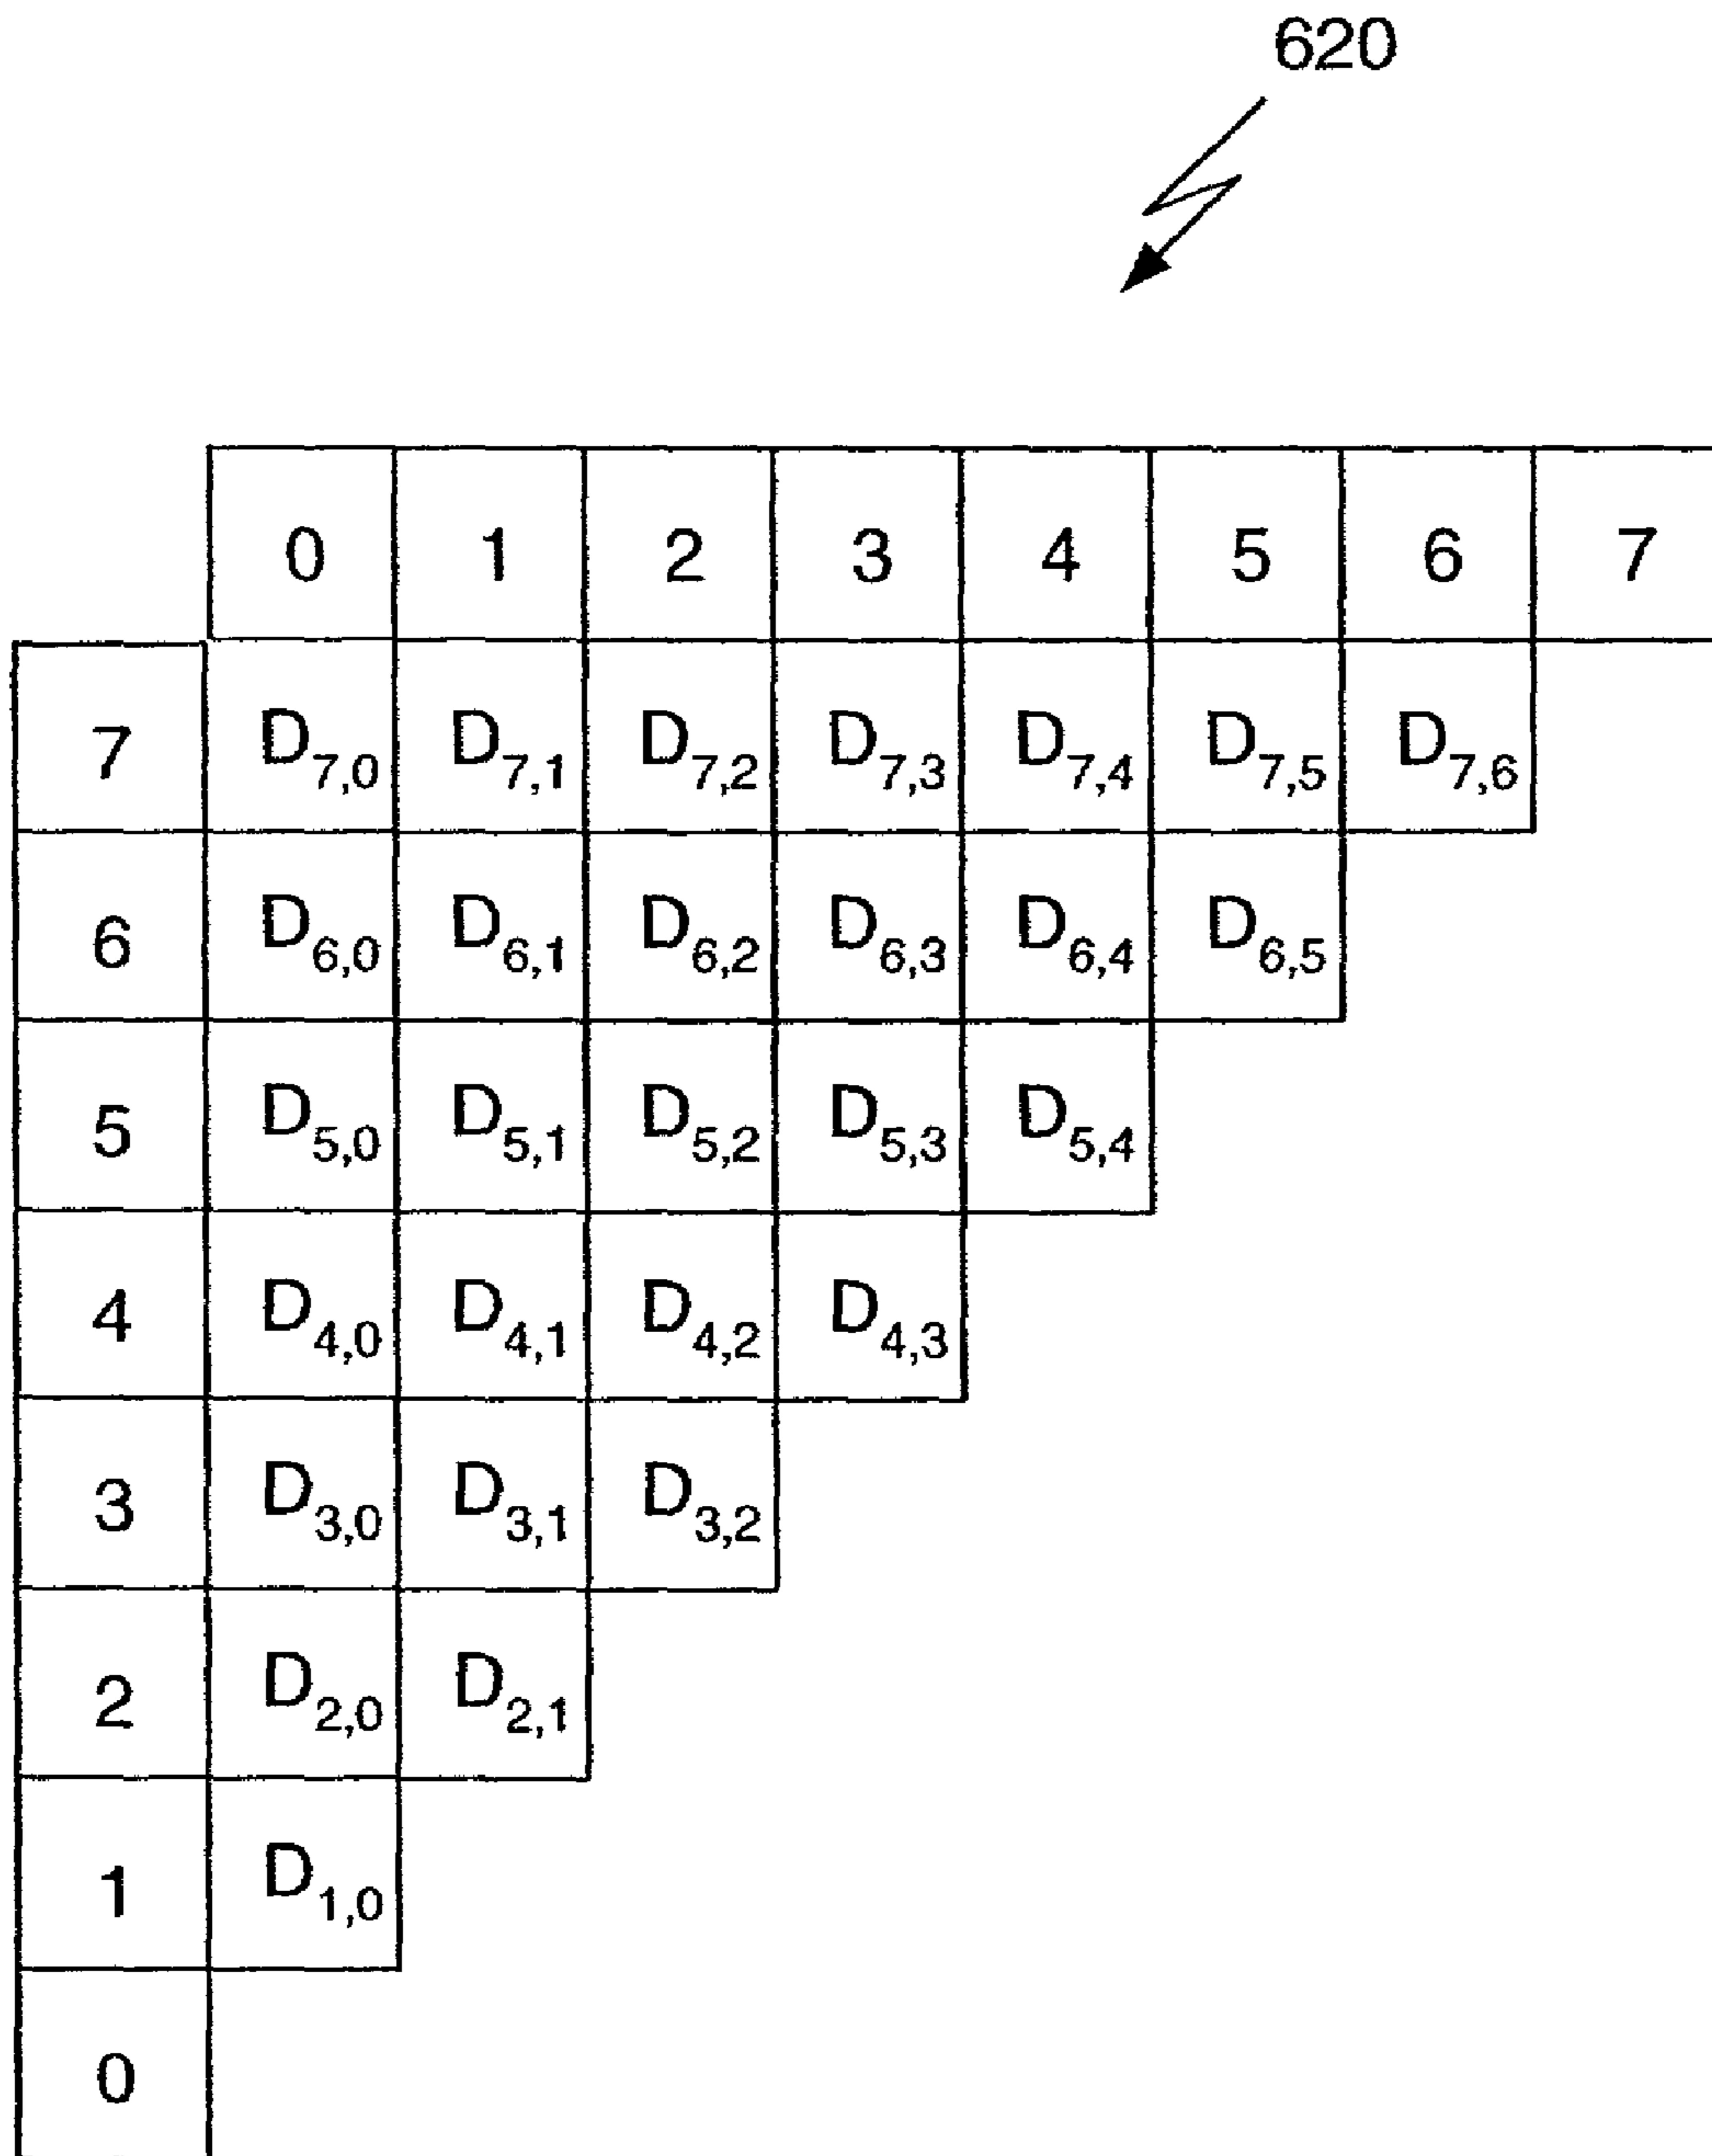 620
0 1 2 3 4 5 6 7
7 D7,0 D7,1 D7,2 D7,3 D7,4 D7,5 D7,6
6 D6,0 D6,1 D6,2 D6,3 D6,4 D6,5
5 D5,0 D5,1 D5,2 D5,3 D5,4
4 D4,0 D4,1 D4,2 D4,3
3 D3,0 D3,1 D3,2
2 D2,0 D2,1
1 D1,0
0